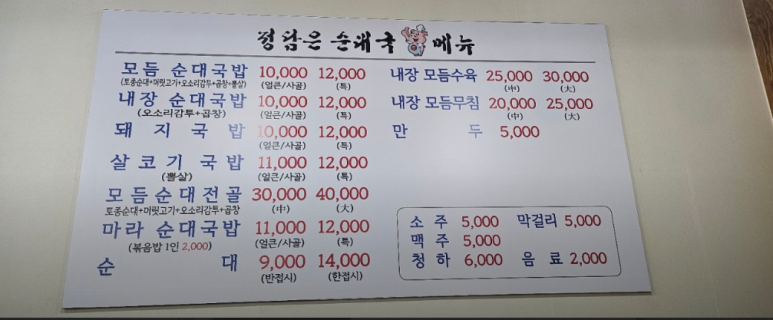 정담은 순대국 메뉴
모듬 순대국밥 10,000 12,000
(토종순대+머릿고기+오소리감투+곱창+뽈살) (얼큰/사골) (특)
내장 순대국밥 10,000 12,000
(오소리감투+곱창) (얼큰/사골) (특)
돼지국밥 10,000 12,000
(얼큰/사골) (특)
살코기 국밥 11,000 12,000
(뽈살) (얼큰/사골) (특)
모듬순대전골 30,000 40,000
토종순대+머릿고기+오소리감투+곱창 (中) (大)
마라 순대국밥 11,000 12,000
(볶음밥 1인 2,000) (얼큰/사골) (특)
순대 9,000 14,000
(반접시) (한접시)
내장 모듬수육 25,000 30,000
(中) (大)
내장 모듬무침 20,000 25,000
(中) (大)
만두 5,000
소주 5,000 막걸리 5,000
맥주 5,000
청하 6,000 음료 2,000